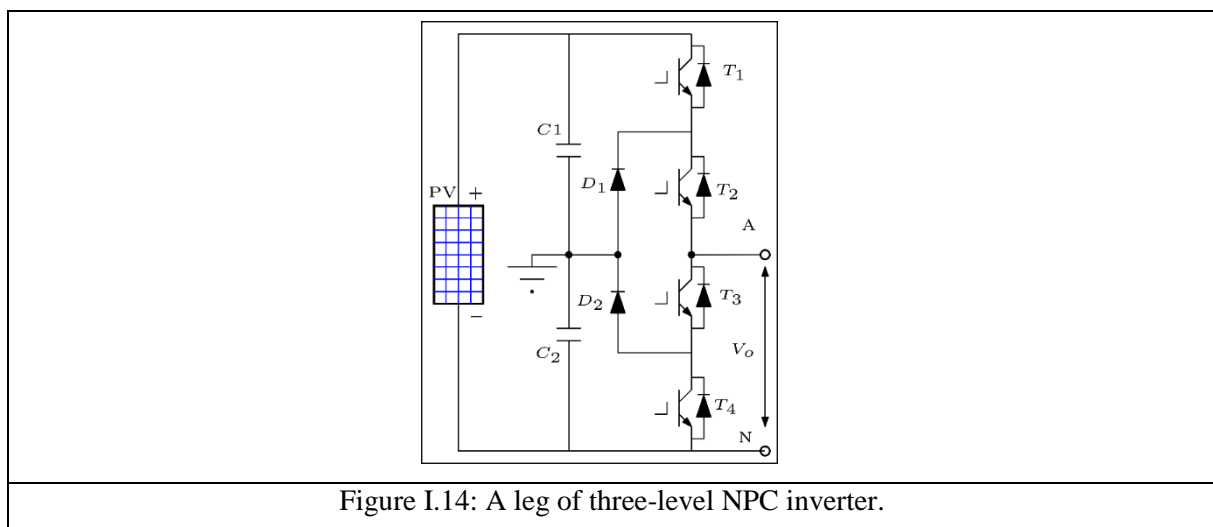 T1
C1
D1
T2
PV +
A
D2
T3
−
C2
Vo
T4
N
Figure I.14: A leg of three-level NPC inverter.